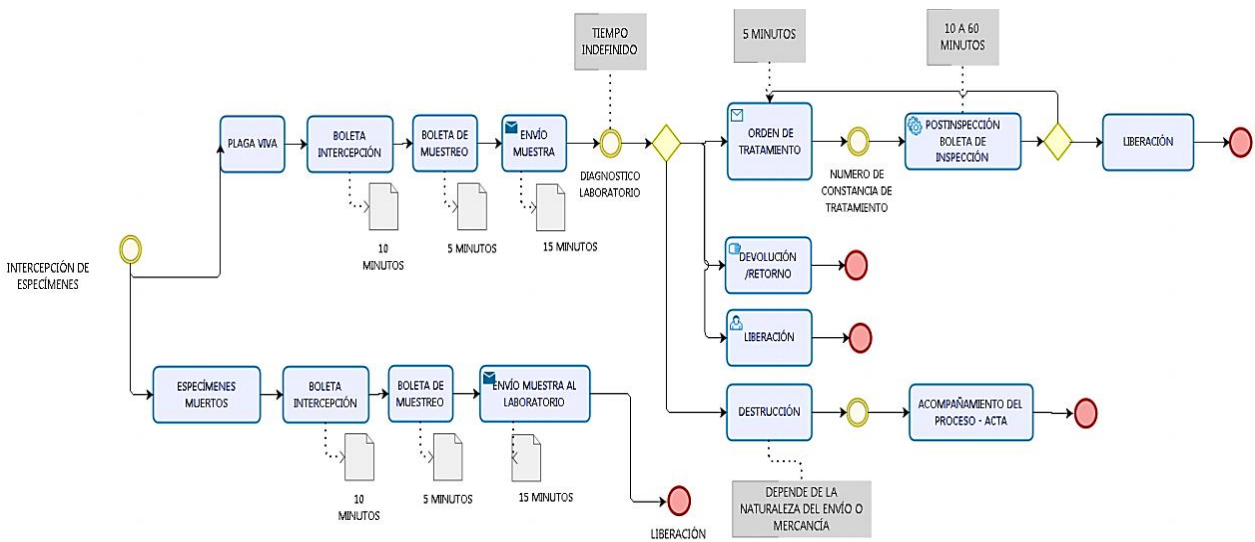 TIEMPO
INDEFINIDO
5 MINUTOS
10 A 60
MINUTOS
PLAGA VIVA
BOLETA
INTERCEPCIÓN
BOLETA DE
MUESTREO
ENVÍO
MUESTRA
DIAGNOSTICO
LABORATORIO
ORDEN DE
TRATAMIENTO
NUMERO DE
CONSTANCIA DE
TRATAMIENTO
POSTINSPECCIÓN
BOLETA DE
INSPECCIÓN
LIBERACIÓN
10
MINUTOS
5 MINUTOS
15 MINUTOS
INTERCEPCIÓN DE
ESPECÍMENES
DEVOLUCIÓN
/RETORNO
LIBERACIÓN
ESPECÍMENES
MUERTOS
BOLETA
INTERCEPCIÓN
BOLETA DE
MUESTREO
ENVÍO MUESTRA AL
LABORATORIO
DESTRUCCIÓN
ACOMPAÑAMIENTO DEL
PROCESO - ACTA
10
MINUTOS
5 MINUTOS
15 MINUTOS
LIBERACIÓN
DEPENDE DE LA
NATURALEZA DEL ENVÍO O
MERCANCÍA